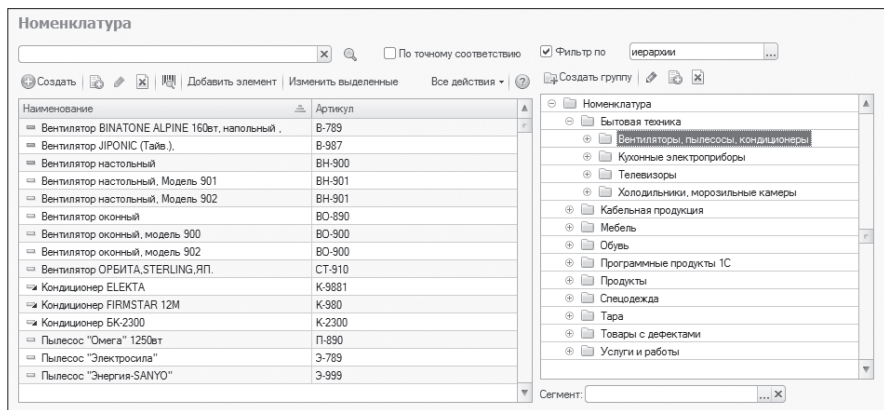 Номенклатура
По точному соответствию
Фильтр по иерархии ...
Создать Добавить элемент Изменить выделенные Все действия ?
Создать группу
Наименование Артикул
Вентилятор BINATONE ALPINE 160вт, напольный , В-789
Вентилятор JIPONIC (Тайв.), В-987
Вентилятор настольный ВН-900
Вентилятор настольный, Модель 901 ВН-901
Вентилятор настольный, Модель 902 ВН-901
Вентилятор оконный ВО-890
Вентилятор оконный, модель 900 ВО-900
Вентилятор оконный, модель 902 ВО-900
Вентилятор ОРБИТА,STERLING,ЯП. СТ-910
Кондиционер ELEKTA К-9881
Кондиционер FIRMSTAR 12М К-980
Кондиционер БК-2300 К-2300
Пылесос "Омега" 1250вт П-890
Пылесос "Электросила" Э-789
Пылесос "Энергия-SANYO" Э-999
Номенклатура
Бытовая техника
Вентиляторы, пылесосы, кондиционеры
Кухонные электроприборы
Телевизоры
Холодильники, морозильные камеры
Кабельная продукция
Мебель
Обувь
Программные продукты 1С
Продукты
Спецодежда
Тара
Товары с дефектами
Услуги и работы
Сегмент: ...